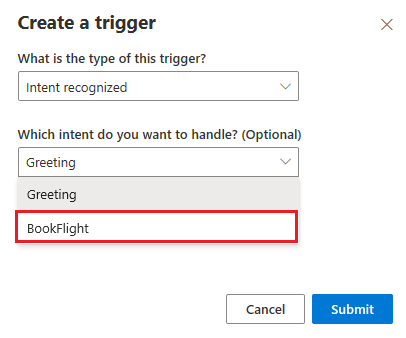 Create a trigger
What is the type of this trigger?
Intent recognized
Which intent do you want to handle? (Optional)
Greeting
Greeting
BookFlight
Cancel
Submit